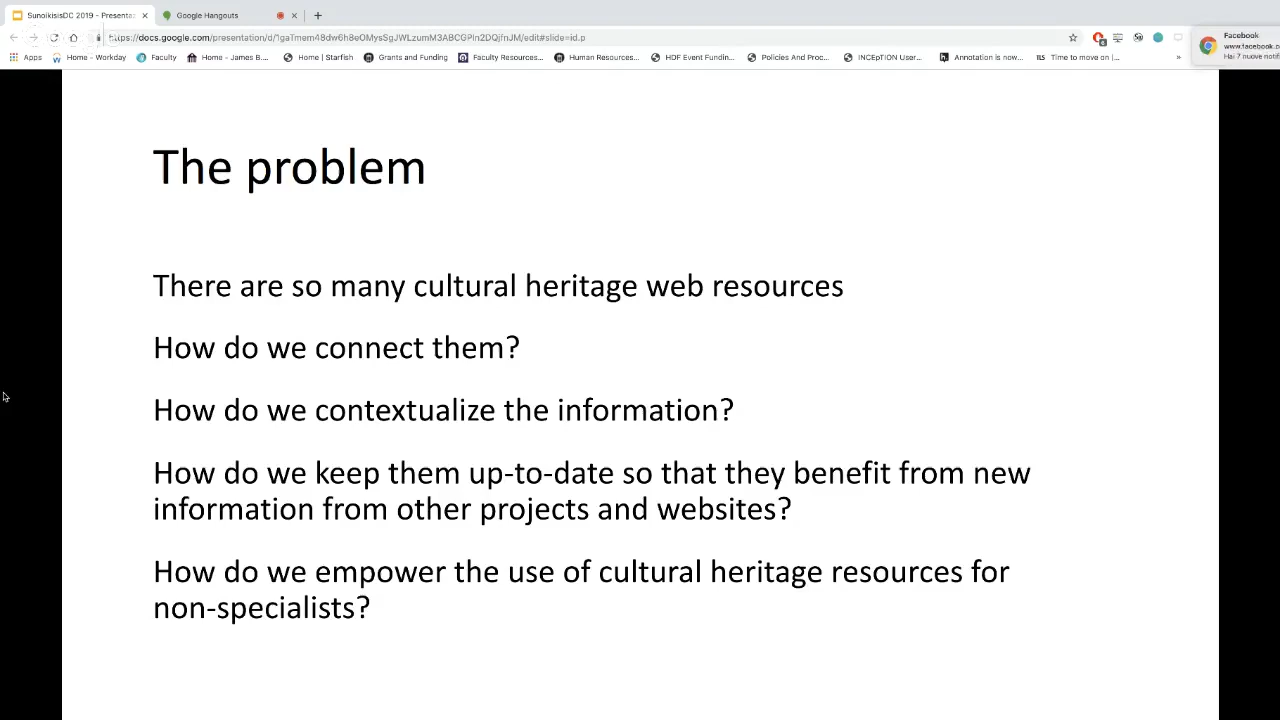 SunoikisisDC 2019 - Presenta
Google Hangouts
https://docs.google.com/presentation/d/1gaTmem48dw6h8eOMysSgJWLzumM3ABCGPln2DQjfnJM/edit#slide=id.p
Apps Home - Workday Faculty Home - James B... Home | Starfish Grants and Funding Faculty Resources... Human Resources... HDF Event Fundin... Policies And Proc... INCEpTION User... Annotation is now... TLS Time to move on |... »
Facebook
www.facebook.c
Hai 7 nuove notif
The problem
There are so many cultural heritage web resources
How do we connect them?
How do we contextualize the information?
How do we keep them up-to-date so that they benefit from new
information from other projects and websites?
How do we empower the use of cultural heritage resources for
non-specialists?